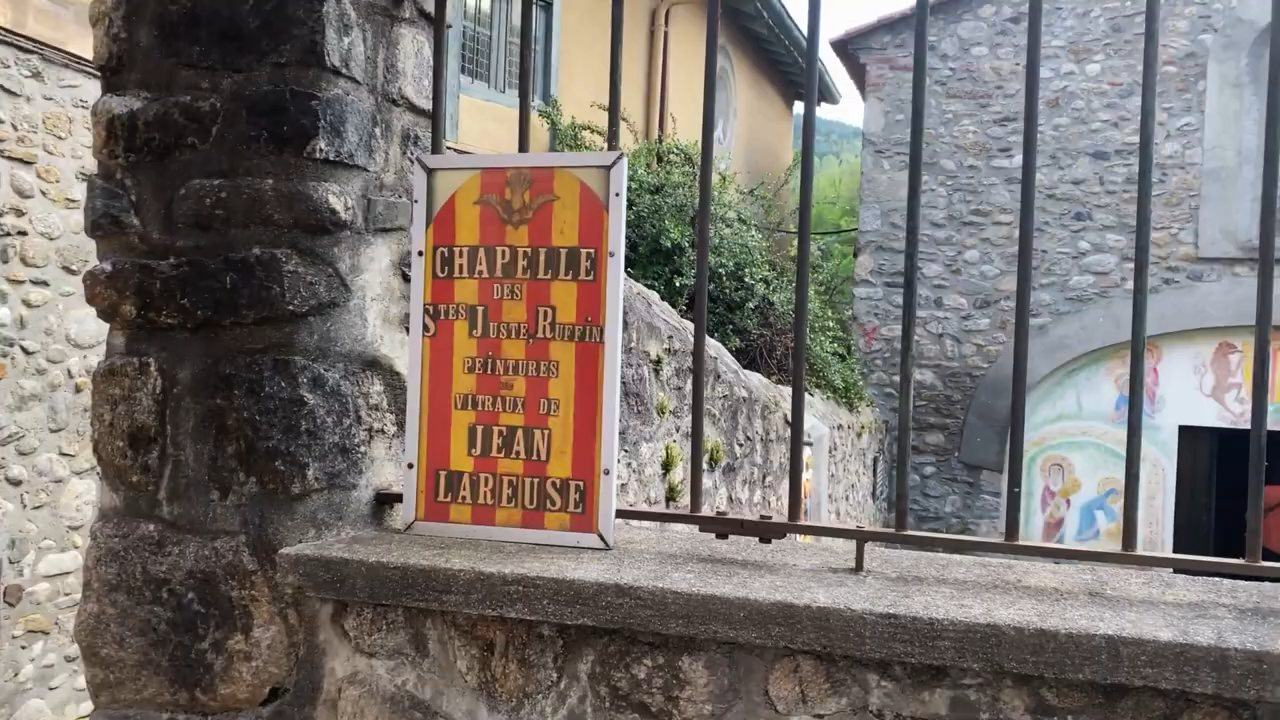 CHAPELLE
DES
STES JUSTE, RUFFIN
PEINTURES
VITRAUX DE
JEAN
LAREUSE